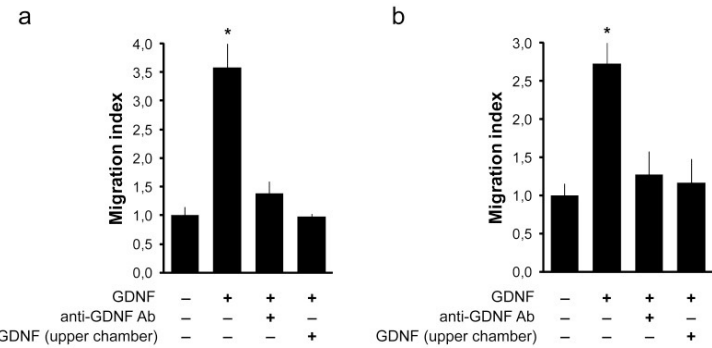 a
b
*
*
4,0
3,5
3,0
2,5
2,0
1,5
1,0
0,5
0,0
Migration index
3,0
2,5
2,0
1,5
1,0
0,5
0,0
Migration index
GDNF – + + +
anti-GDNF Ab – – + –
GDNF (upper chamber) – – – +
GDNF – + + +
anti-GDNF Ab – – + –
GDNF (upper chamber) – – – +